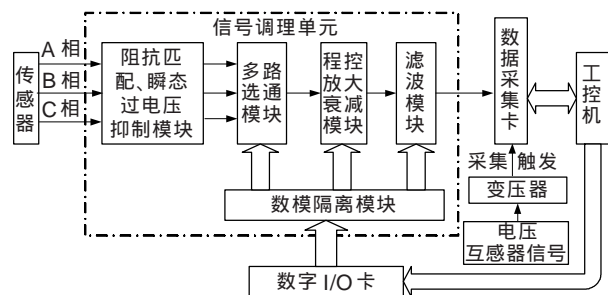 信号调理单元
A相
B相
C相
传感器
阻抗匹
配、瞬态
过电压
抑制模块
多路
选通
模块
程控
放大
衰减
模块
滤波模块
数据采集卡
工控机
采集触发
变压器
数模隔离模块
电压
互感器信号
数字I/O卡